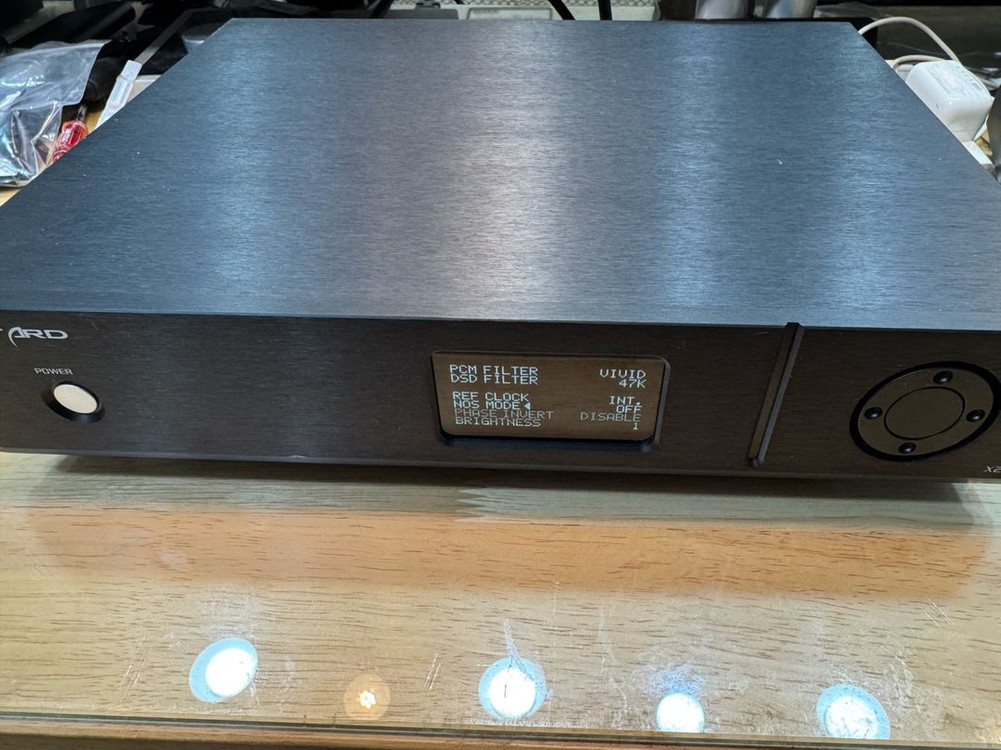 ARD
POWER
PCM FILTER VIVID
DSD FILTER 47K
REF CLOCK INT.
NOS MODE OFF
PHASE INVERT DISABLE
BRIGHTNESS 1
X2